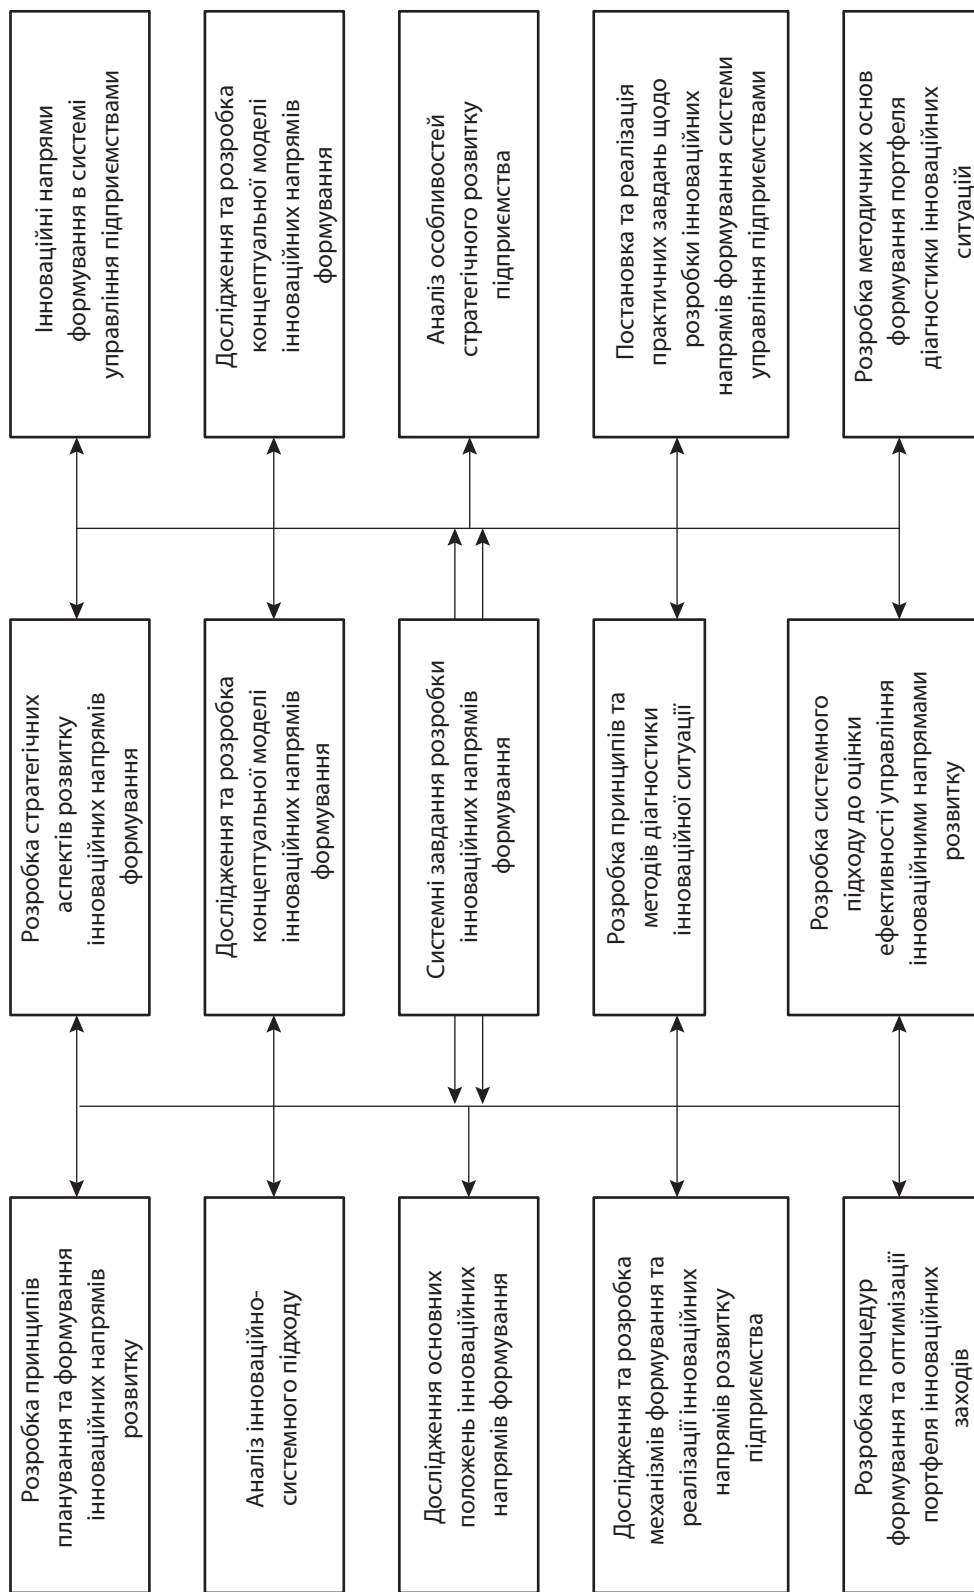 Розробка принципів
планування та формування
інноваційних напрямів
розвитку
Розробка стратегічних
аспектів розвитку
інноваційних напрямів
формування
Інноваційні напрями
формування в системі
управління підприємствами
Аналіз інноваційно-
системного підходу
Дослідження та розробка
концептуальної моделі
інноваційних напрямів
формування
Дослідження та розробка
концептуальної моделі
інноваційних напрямів
формування
Дослідження основних
положень інноваційних
напрямів формування
Системні завдання розробки
інноваційних напрямів
формування
Аналіз особливостей
стратегічного розвитку
підприємства
Дослідження та розробка
механізмів формування та
реалізації інноваційних
напрямів розвитку
підприємства
Розробка принципів та
методів діагностики
інноваційної ситуації
Постановка та реалізація
практичних завдань щодо
розробки інноваційних
напрямів формування системи
управління підприємствами
Розробка процедур
формування та оптимізації
портфеля інноваційних
заходів
Розробка системного
підходу до оцінки
ефективності управління
інноваційними напрямами
розвитку
Розробка методичних основ
формування портфеля
діагностики інноваційних
ситуацій